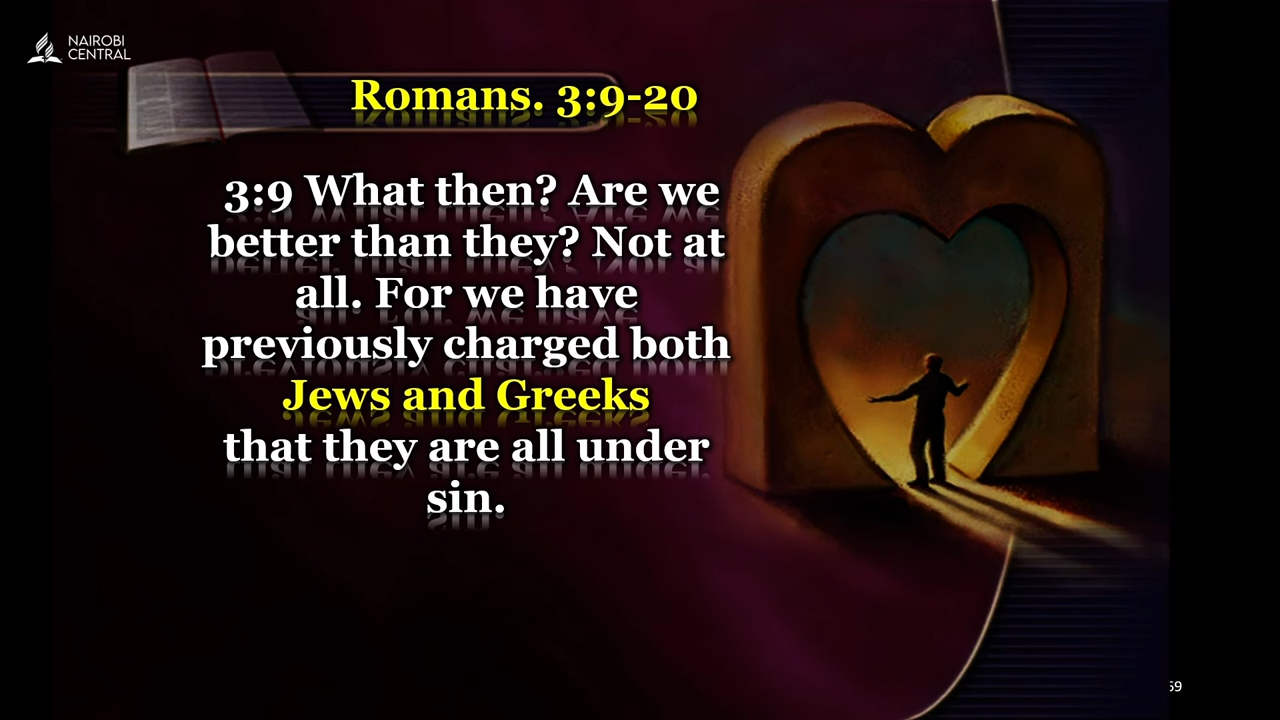 NAIROBI
CENTRAL
Romans. 3:9-20
3:9 What then? Are we
better than they? Not at
all. For we have
previously charged both
Jews and Greeks
that they are all under
sin.
59